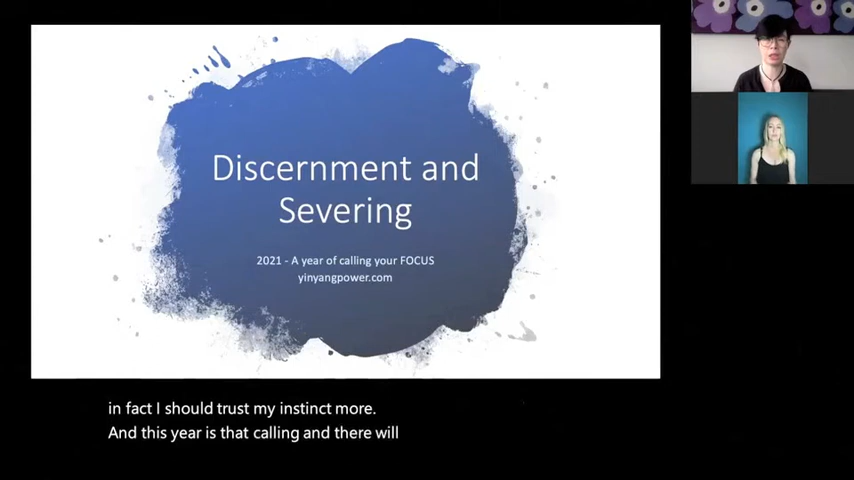 Discernment and
Severing
2021 - A year of calling your FOCUS
yinyangpower.com
in fact I should trust my instinct more.
And this year is that calling and there will